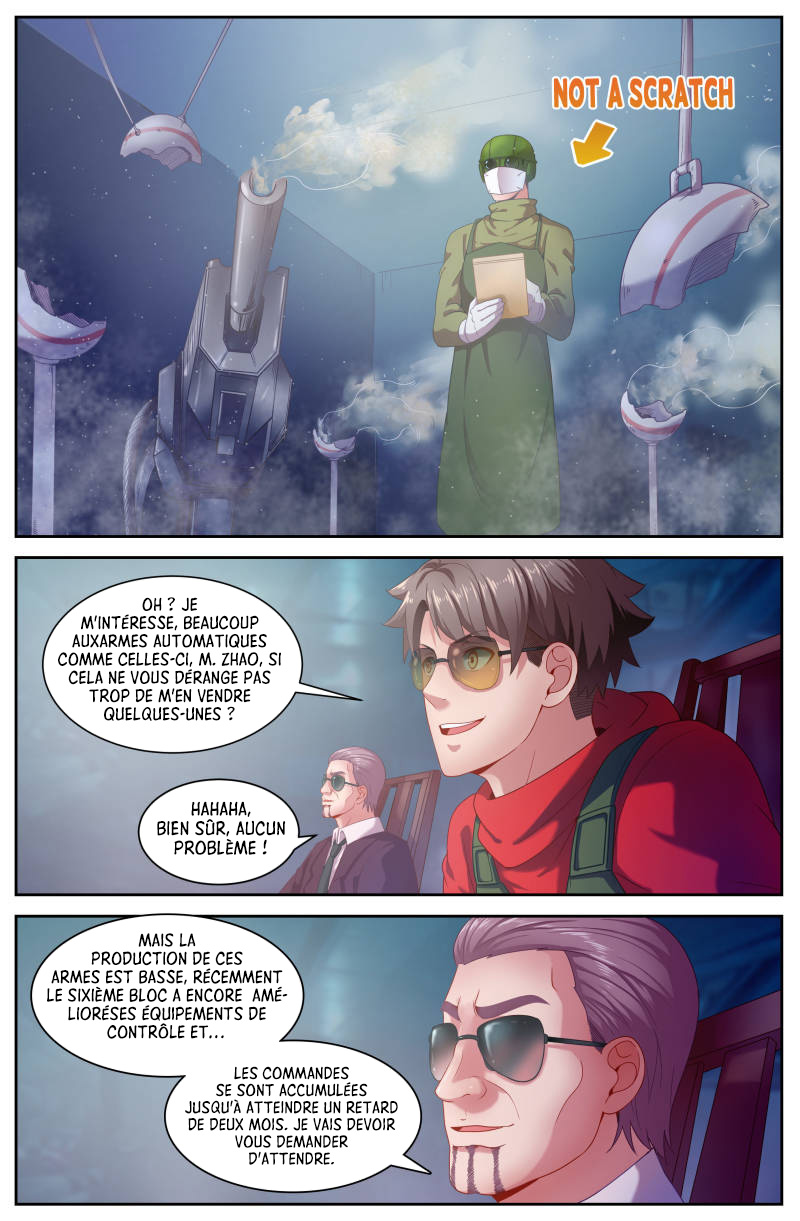 NOT A SCRATCH
OH ? JE
M'INTÉRESSE, BEAUCOUP
AUXARMES AUTOMATIQUES
COMME CELLES-CI, M. ZHAO, SI
CELA NE VOUS DÉRANGE PAS
TROP DE M'EN VENDRE
QUELQUES-UNES ?
HAHAHA,
BIEN SÛR, AUCUN
PROBLÈME !
MAIS LA
PRODUCTION DE CES
ARMES EST BASSE, RÉCEMMENT
LE SIXIÈME BLOC A ENCORE AMÉ-
LIORÉSES ÉQUIPEMENTS DE
CONTRÔLE ET...
LES COMMANDES
SE SONT ACCUMULÉES
JUSQU'À ATTEINDRE UN RETARD
DE DEUX MOIS. JE VAIS DEVOIR
VOUS DEMANDER
D'ATTENDRE.